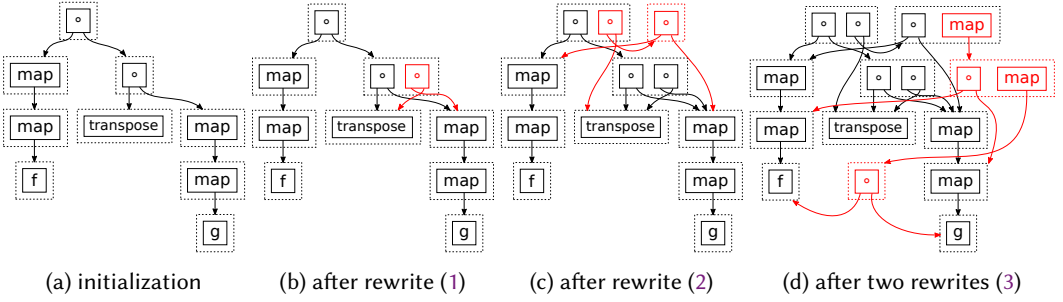 ∘
map
∘
map
transpose
map
f
map
g
(a) initialization
∘
map
∘ ∘
map
transpose
map
f
map
g
(b) after rewrite (1)
∘ ∘ ∘
map
∘ ∘
map
transpose
map
f
map
g
(c) after rewrite (2)
∘ ∘ ∘ map
map
∘ ∘ ∘ map
map
transpose
map
f
∘
map
g
(d) after two rewrites (3)